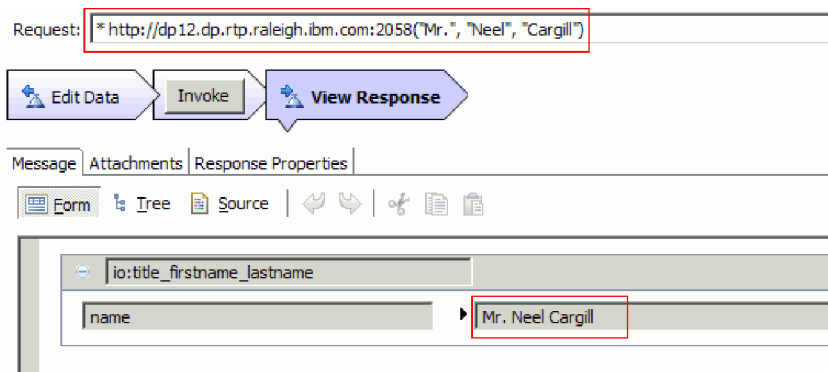 Request: * http://dp12.dp.rtp.raleigh.ibm.com:2058("Mr.", "Neel", "Cargill")
Edit Data Invoke View Response
Message Attachments Response Properties
Form Tree Source
io:title_firstname_lastname
name Mr. Neel Cargill